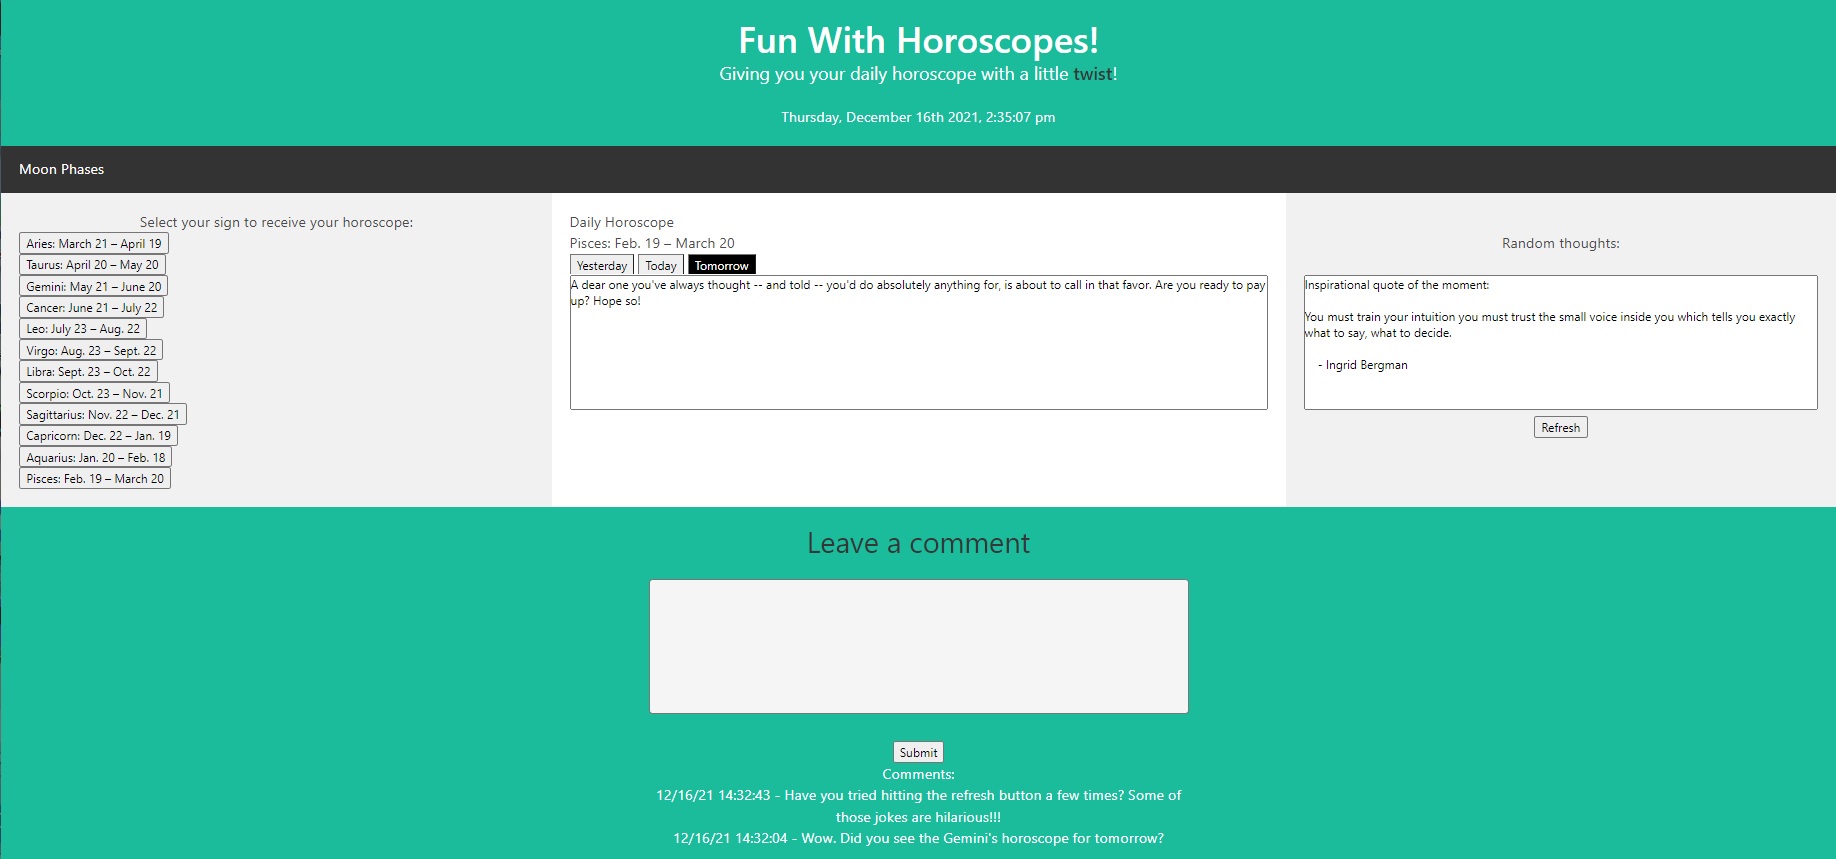 Fun With Horoscopes!
Giving you your daily horoscope with a little twist!
Thursday, December 16th 2021, 2:35:07 pm
Moon Phases
Select your sign to receive your horoscope:
Aries: March 21 – April 19
Taurus: April 20 – May 20
Gemini: May 21 – June 20
Cancer: June 21 – July 22
Leo: July 23 – Aug. 22
Virgo: Aug. 23 – Sept. 22
Libra: Sept. 23 – Oct. 22
Scorpio: Oct. 23 – Nov. 21
Sagittarius: Nov. 22 – Dec. 21
Capricorn: Dec. 22 – Jan. 19
Aquarius: Jan. 20 – Feb. 18
Pisces: Feb. 19 – March 20
Daily Horoscope
Pisces: Feb. 19 – March 20
Yesterday Today Tomorrow
A dear one you've always thought -- and told -- you'd do absolutely anything for, is about to call in that favor. Are you ready to pay
up? Hope so!
Random thoughts:
Inspirational quote of the moment:
You must train your intuition you must trust the small voice inside you which tells you exactly
what to say, what to decide.
- Ingrid Bergman
Refresh
Leave a comment
Submit
Comments:
12/16/21 14:32:43 - Have you tried hitting the refresh button a few times? Some of
those jokes are hilarious!!!
12/16/21 14:32:04 - Wow. Did you see the Gemini's horoscope for tomorrow?